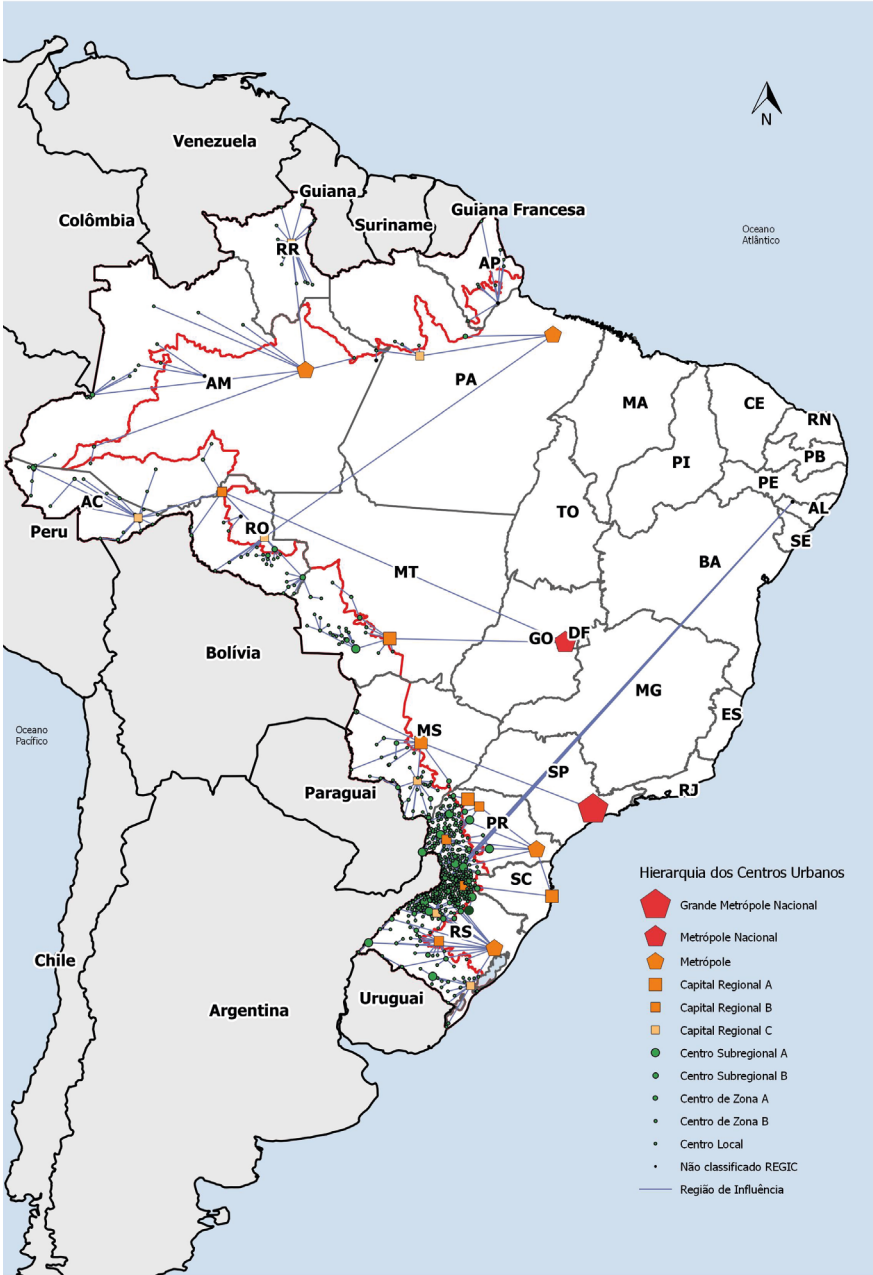 N
Venezuela
Guiana
Colômbia
Suriname
Guiana Francesa
Oceano
Atlântico
RR
AP
AM
PA
MA
CE
RN
PI
PB
PE
AC
AL
TO
Peru
RO
SE
BA
MT
GO
DF
Bolívia
MG
ES
Oceano
Pacífico
MS
SP
Paraguai
RJ
PR
SC
RS
Chile
Uruguai
Argentina
Hierarquia dos Centros Urbanos
Grande Metrópole Nacional
Metrópole Nacional
Metrópole
Capital Regional A
Capital Regional B
Capital Regional C
Centro Subregional A
Centro Subregional B
Centro de Zona A
Centro de Zona B
Centro Local
Não classificado REGIC
Região de Influência